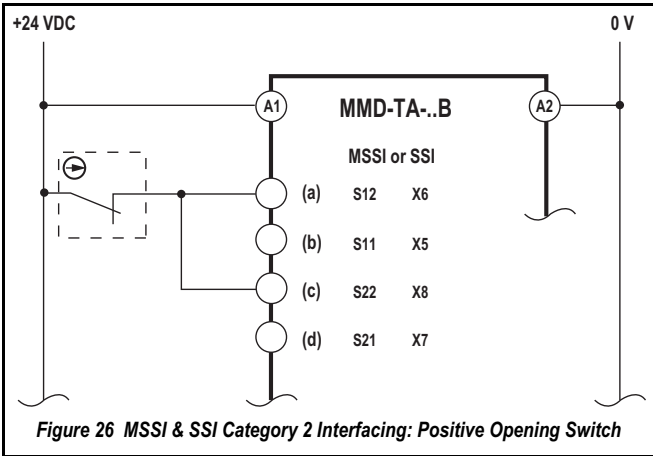 +24 VDC 0 V
A1 MMD-TA-..B A2
MSSI or SSI
(a) S12 X6
(b) S11 X5
(c) S22 X8
(d) S21 X7
Figure 26 MSSI & SSI Category 2 Interfacing: Positive Opening Switch